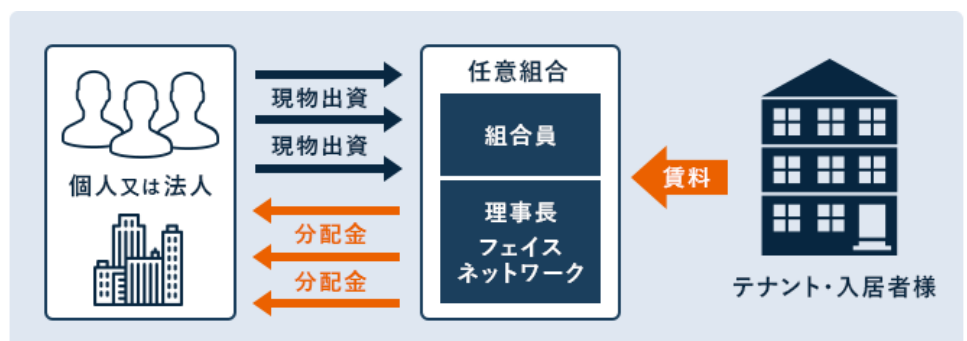 現物出資
現物出資
個人又は法人
分配金
分配金
任意組合
組合員
理事長
フェイス
ネットワーク
賃料
テナント・入居者様